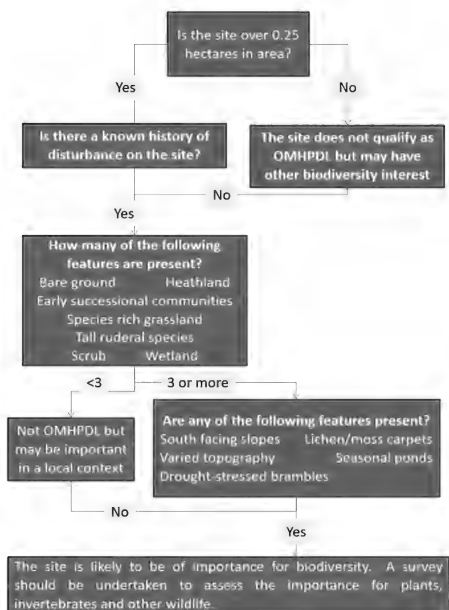 Is the site over 0.25
hectares in area?
Yes
No
Is there a known history of
disturbance on the site?
The site does not qualify as
OMHPDL but may have
other biodiversity interest
No
Yes
How many of the following
features are present?
Bare ground Heathland
Early successional communities
Species rich grassland
Tall ruderal species
Scrub Wetland
<3
3 or more
Not OMHPDL but
may be important
in a local context
Are any of the following features present?
South facing slopes Lichen/moss carpets
Varied topography Seasonal ponds
Drought-stressed brambles
No
Yes
The site is likely to be of importance for biodiversity. A survey
should be undertaken to assess the importance for plants,
invertebrates and other wildlife.